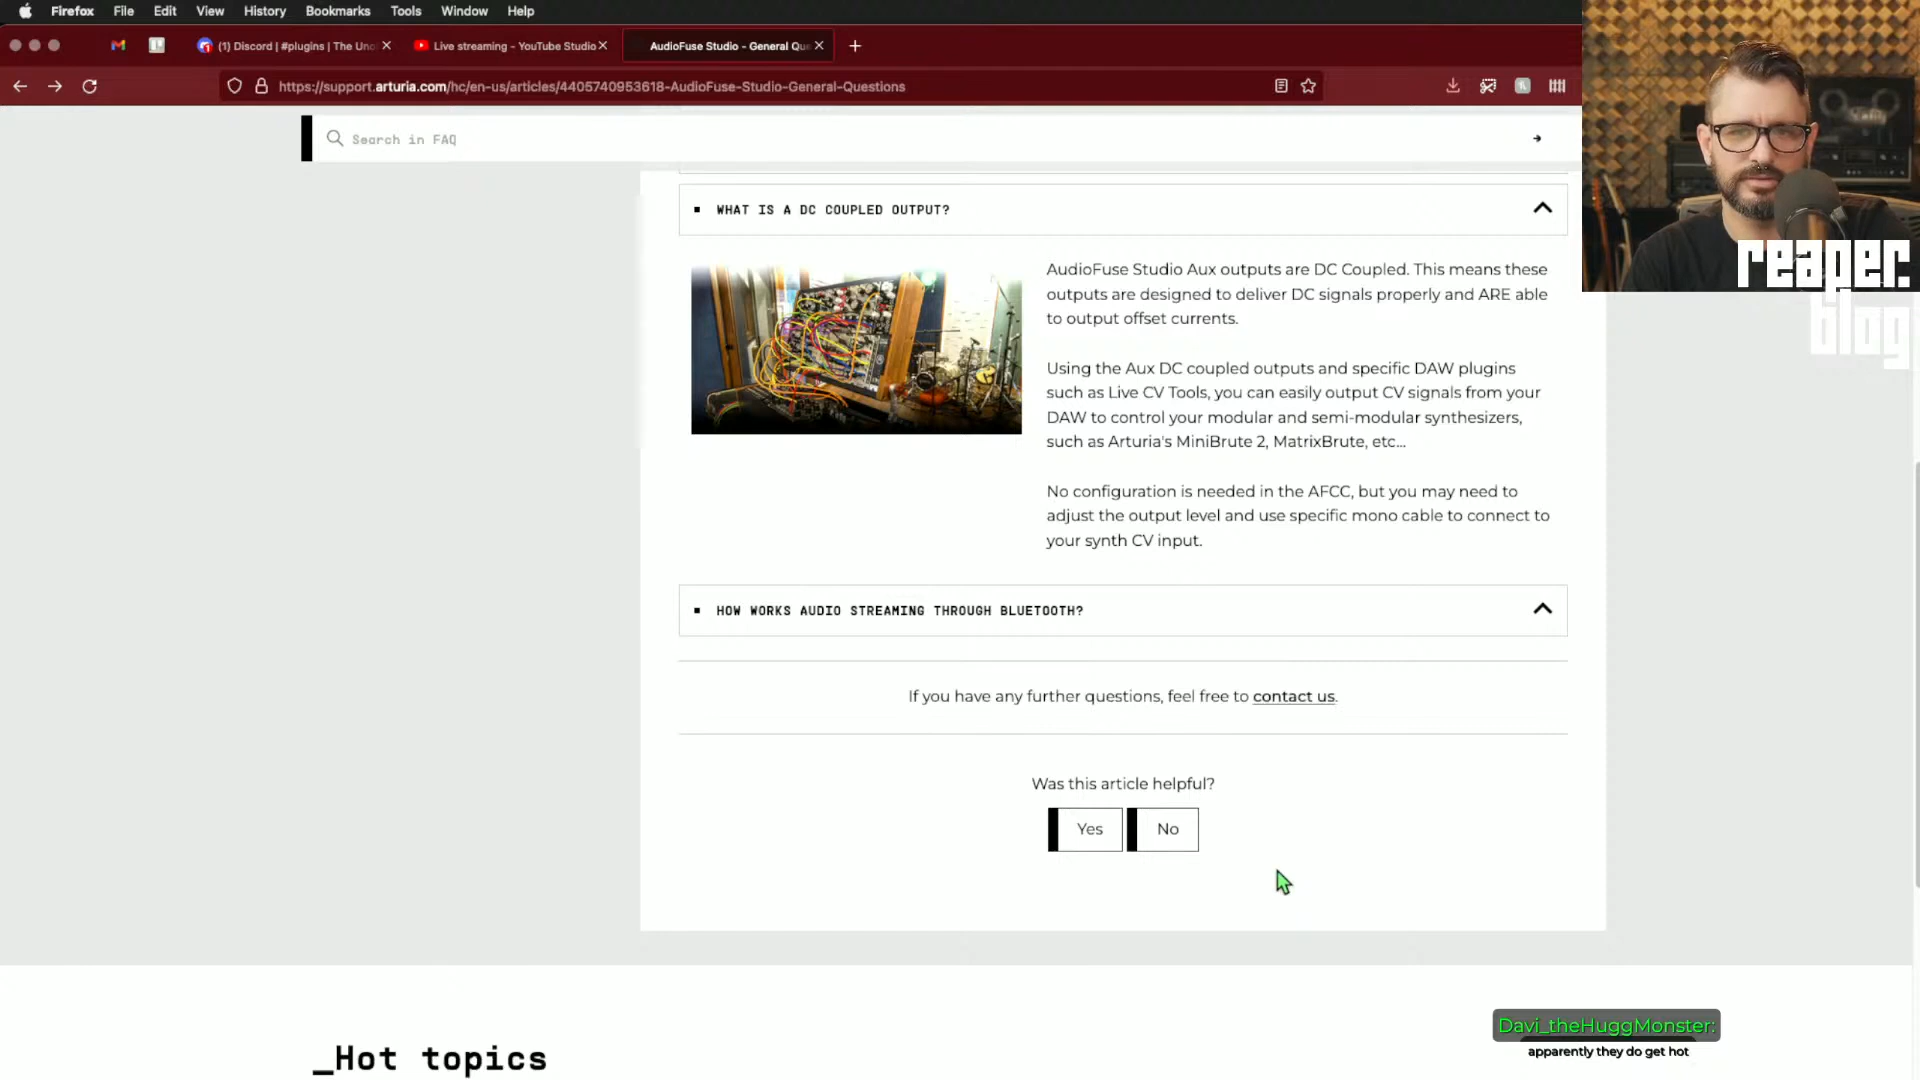 Firefox File Edit View History Bookmarks Tools Window Help
(1) Discord | #plugins | The Uno
Live streaming - YouTube Studio
AudioFuse Studio - General Qu
https://support.arturia.com/hc/en-us/articles/4405740953618-AudioFuse-Studio-General-Questions
Search in FAQ
WHAT IS A DC COUPLED OUTPUT?
AudioFuse Studio Aux outputs are DC Coupled. This means these
outputs are designed to deliver DC signals properly and ARE able
to output offset currents.
Using the Aux DC coupled outputs and specific DAW plugins
such as Live CV Tools, you can easily output CV signals from your
DAW to control your modular and semi-modular synthesizers,
such as Arturia's MiniBrute 2, MatrixBrute, etc...
No configuration is needed in the AFCC, but you may need to
adjust the output level and use specific mono cable to connect to
your synth CV input.
HOW WORKS AUDIO STREAMING THROUGH BLUETOOTH?
If you have any further questions, feel free to contact us.
Was this article helpful?
Yes No
_Hot topics
reaper.
blog
Davi_theHuggMonster:
apparently they do get hot